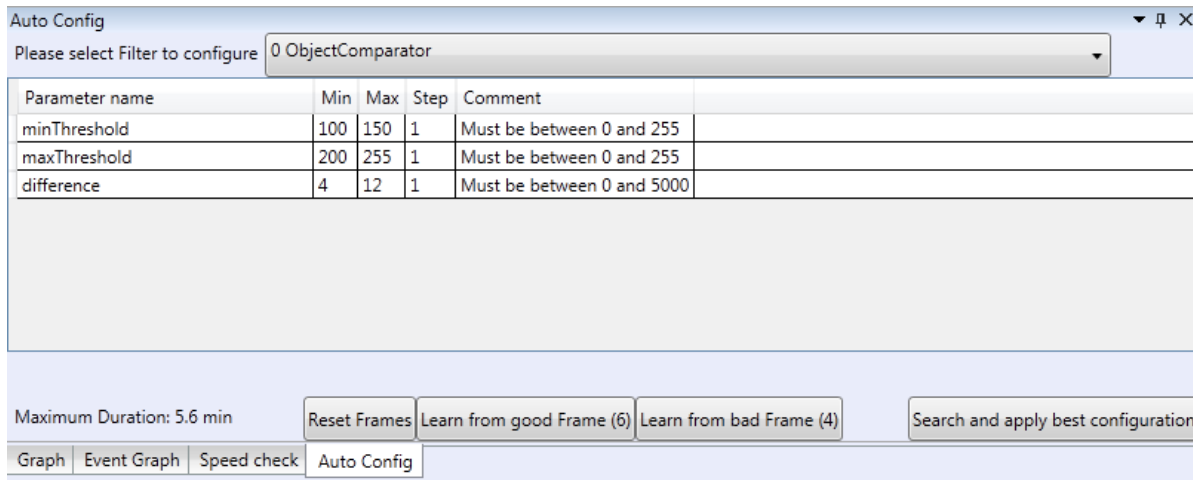 Auto Config
Please select Filter to configure 0 ObjectComparator
Parameter name Min Max Step Comment
minThreshold 100 150 1 Must be between 0 and 255
maxThreshold 200 255 1 Must be between 0 and 255
difference 4 12 1 Must be between 0 and 5000
Maximum Duration: 5.6 min Reset Frames Learn from good Frame (6) Learn from bad Frame (4) Search and apply best configuration
Graph Event Graph Speed check Auto Config